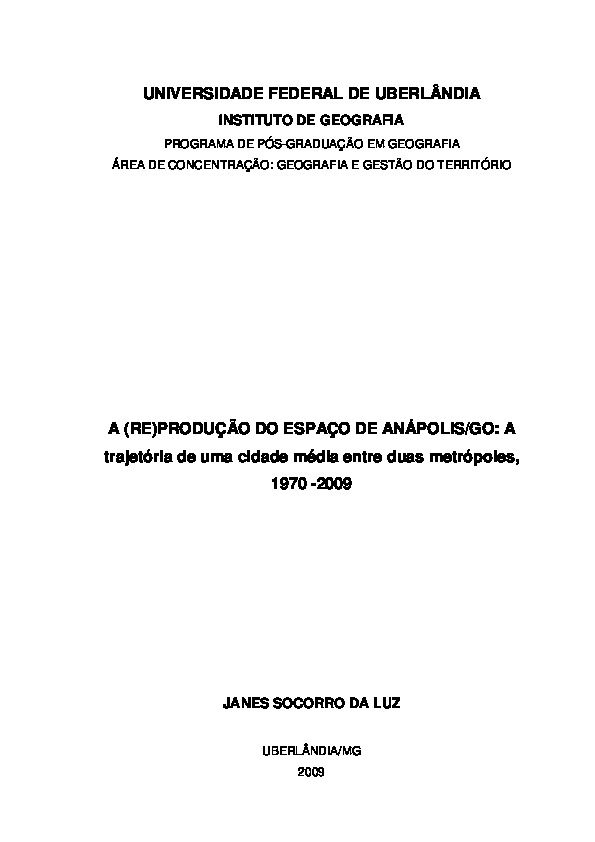 UNIVERSIDADE FEDERAL DE UBERLÂNDIA
INSTITUTO DE GEOGRAFIA
PROGRAMA DE PÓS-GRADUAÇÃO EM GEOGRAFIA
ÁREA DE CONCENTRAÇÃO: GEOGRAFIA E GESTÃO DO TERRITÓRIO
A (RE)PRODUÇÃO DO ESPAÇO DE ANÁPOLIS/GO: A
trajetória de uma cidade média entre duas metrópoles,
1970 -2009
JANES SOCORRO DA LUZ
UBERLÂNDIA/MG
2009